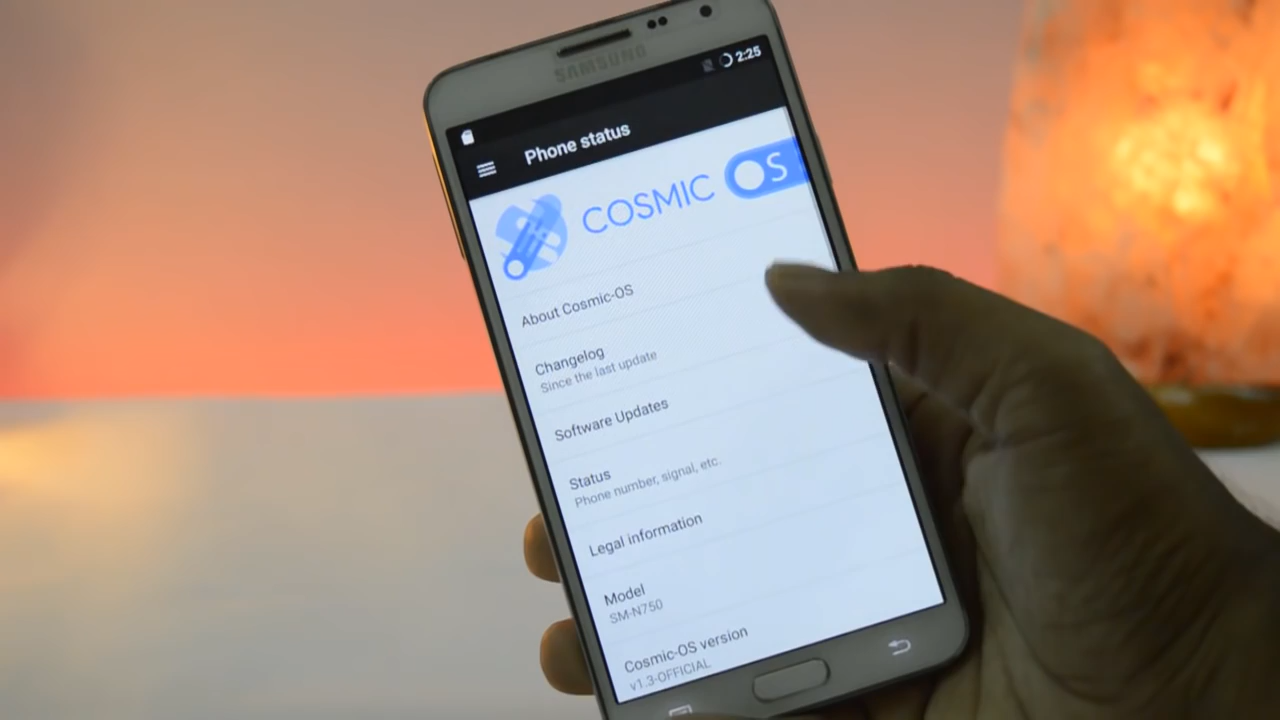 SAMSUNG
2:25
Phone status
COSMIC OS
About Cosmic-OS
Changelog
Since the last update
Software Updates
Status
Phone number, signal, etc.
Legal information
Model
SM-N750
Cosmic-OS version
v1.3-OFFICIAL